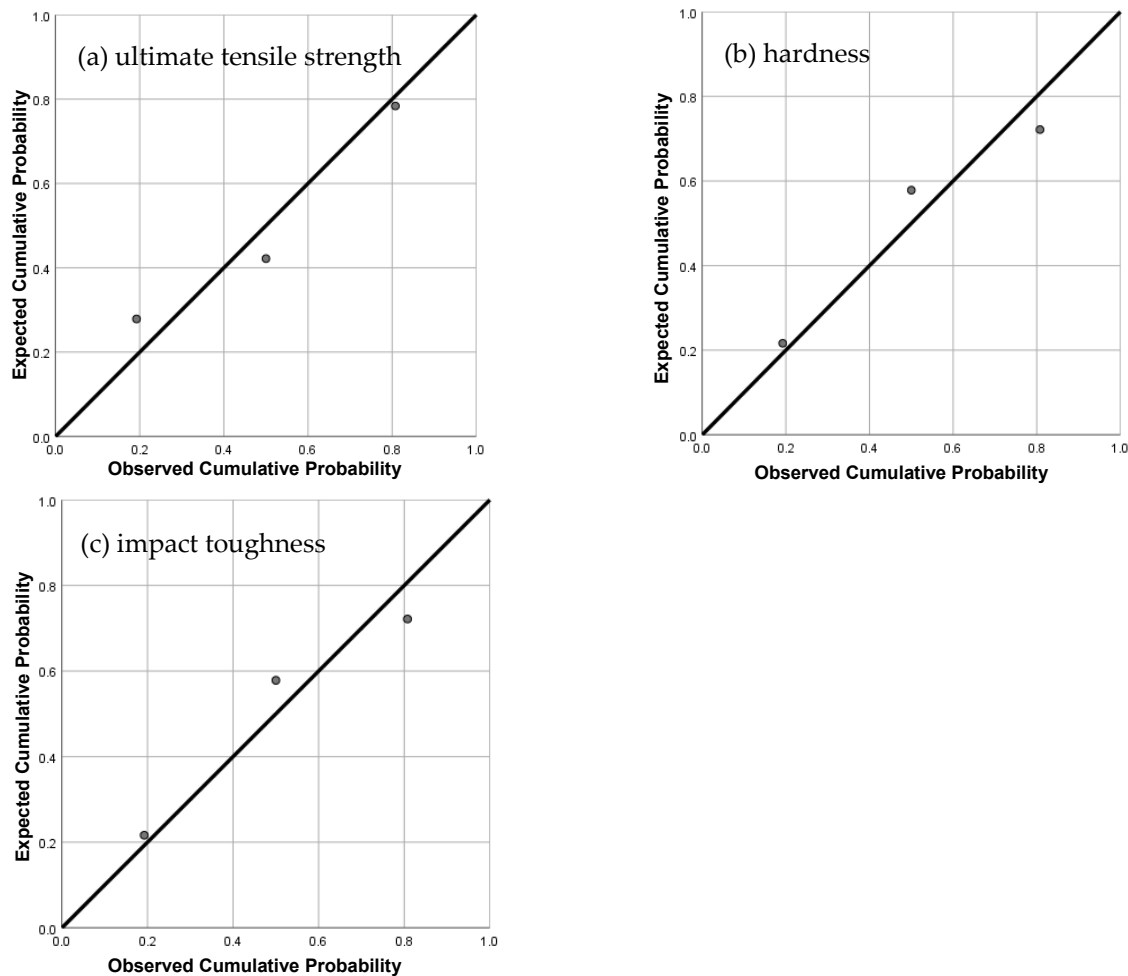 (a) ultimate tensile strength
Expected Cumulative Probability
1.0
0.8
0.6
0.4
0.2
0.0
0.0 0.2 0.4 0.6 0.8 1.0
Observed Cumulative Probability
(b) hardness
Expected Cumulative Probability
1.0
0.8
0.6
0.4
0.2
0.0
0.0 0.2 0.4 0.6 0.8 1.0
Observed Cumulative Probability
(c) impact toughness
Expected Cumulative Probability
1.0
0.8
0.6
0.4
0.2
0.0
0.0 0.2 0.4 0.6 0.8 1.0
Observed Cumulative Probability